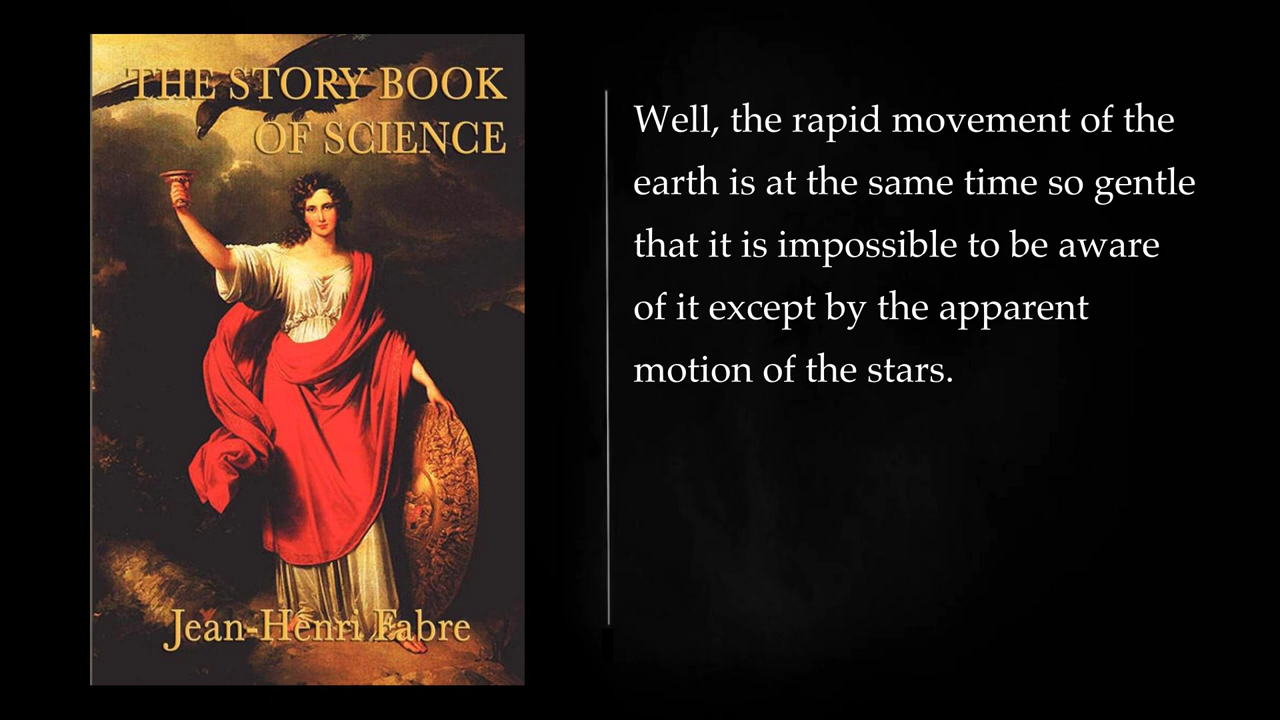 THE STORY BOOK
OF SCIENCE
Jean-Henri Fabre
Well, the rapid movement of the
earth is at the same time so gentle
that it is impossible to be aware
of it except by the apparent
motion of the stars.